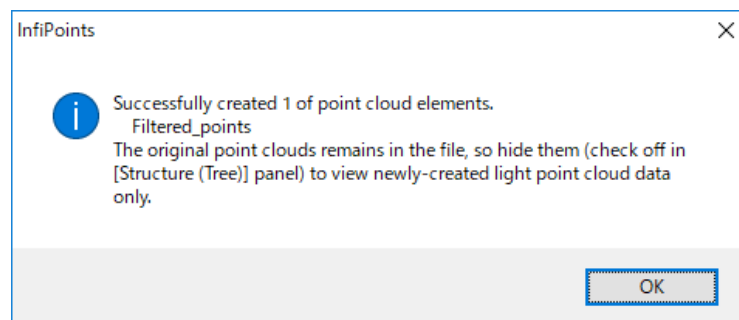 InfiPoints
Successfully created 1 of point cloud elements.
Filtered_points
The original point clouds remains in the file, so hide them (check off in
[Structure (Tree)] panel) to view newly-created light point cloud data
only.
OK